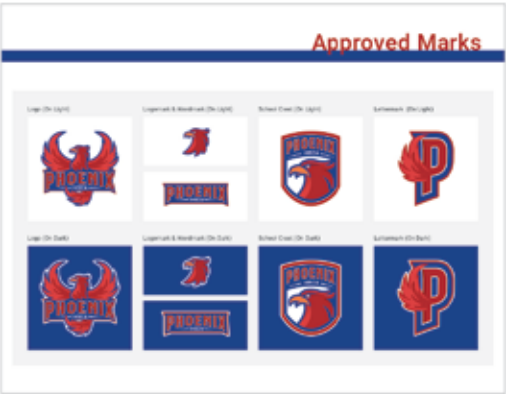 Approved Marks
Logo (On Light)
Logomark & Wordmark (On Light)
School Crest (On Light)
Lettermark (On Light)
PHOENIX
PHOENIX
PHOENIX
P
Logo (On Dark)
Logomark & Wordmark (On Dark)
School Crest (On Dark)
Lettermark (On Dark)
PHOENIX
PHOENIX
PHOENIX
P